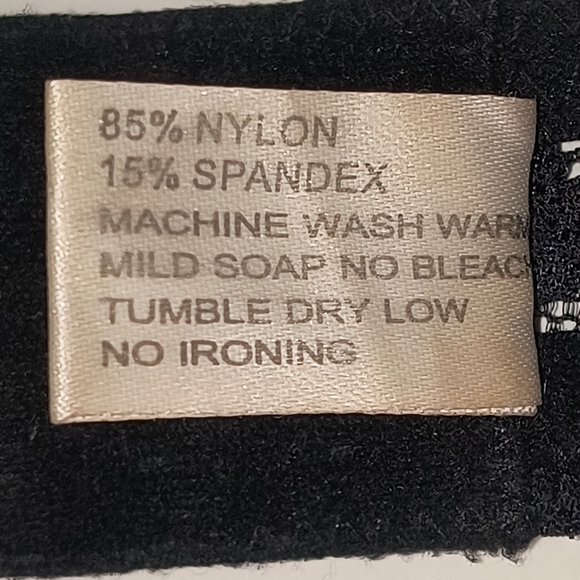 85% NYLON
15% SPANDEX
MACHINE WASH WARM
MILD SOAP NO BLEAC
TUMBLE DRY LOW
NO IRONING